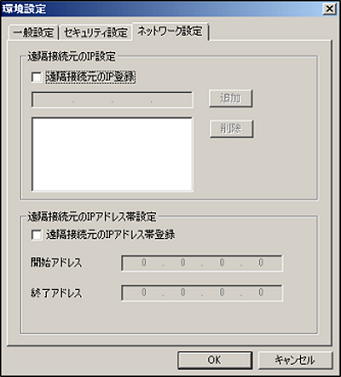 環境設定
一般設定 セキュリティ設定 ネットワーク設定
遠隔接続元のIP設定
遠隔接続元のIP登録
. . . 追加
削除
遠隔接続元のIPアドレス帯設定
遠隔接続元のIPアドレス帯登録
開始アドレス 0 . 0 . 0 . 0
終了アドレス 0 . 0 . 0 . 0
OK キャンセル